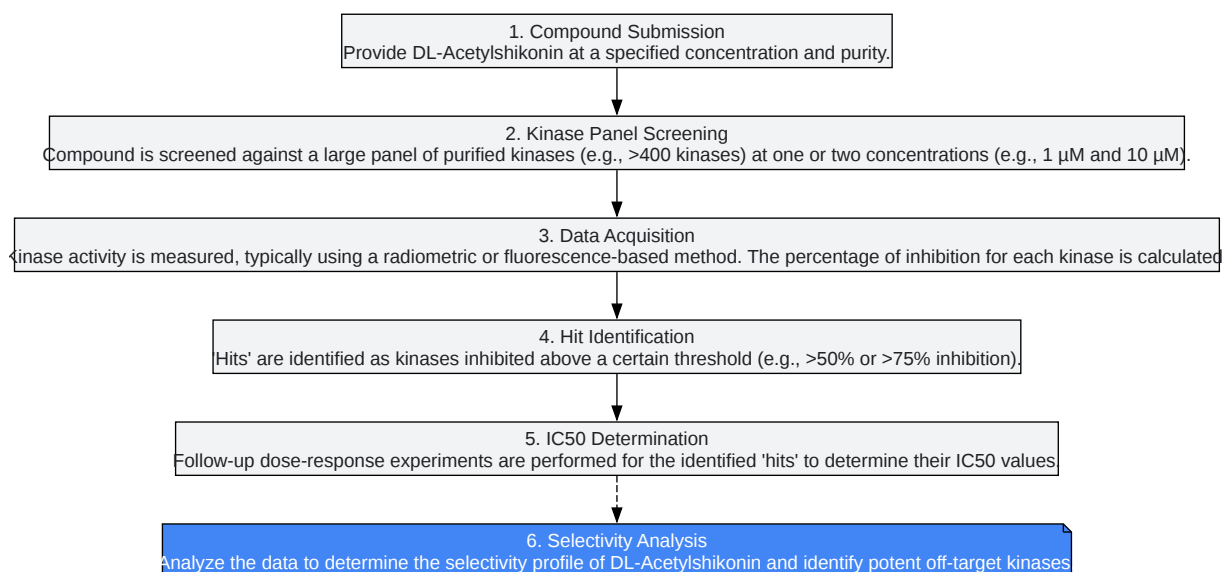 1. Compound Submission
Provide DL-Acetylshikonin at a specified concentration and purity.
2. Kinase Panel Screening
Compound is screened against a large panel of purified kinases (e.g., >400 kinases) at one or two concentrations (e.g., 1 µM and 10 µM).
3. Data Acquisition
Kinase activity is measured, typically using a radiometric or fluorescence-based method. The percentage of inhibition for each kinase is calculated
4. Hit Identification
'Hits' are identified as kinases inhibited above a certain threshold (e.g., >50% or >75% inhibition).
5. IC50 Determination
Follow-up dose-response experiments are performed for the identified 'hits' to determine their IC50 values.
6. Selectivity Analysis
Analyze the data to determine the selectivity profile of DL-Acetylshikonin and identify potent off-target kinases